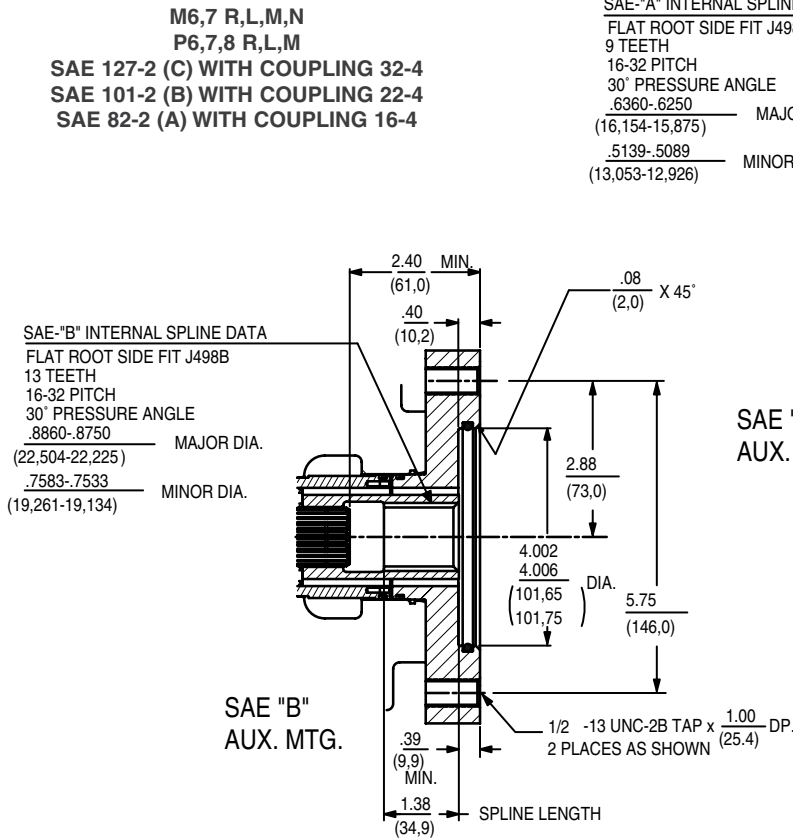 M6,7 R,L,M,N
P6,7,8 R,L,M
SAE 127-2 (C) WITH COUPLING 32-4
SAE 101-2 (B) WITH COUPLING 22-4
SAE 82-2 (A) WITH COUPLING 16-4
SAE-"A" INTERNAL SPLINE
FLAT ROOT SIDE FIT J498
9 TEETH
16-32 PITCH
30° PRESSURE ANGLE
.6360-.6250
(16,154-15,875)
MAJO
.5139-.5089
(13,053-12,926)
MINOR
2.40 MIN.
(61,0)
.40
(10,2)
.08
(2,0)
X 45°
SAE-"B" INTERNAL SPLINE DATA
FLAT ROOT SIDE FIT J498B
13 TEETH
16-32 PITCH
30° PRESSURE ANGLE
.8860-.8750
(22,504-22,225)
MAJOR DIA.
.7583-.7533
(19,261-19,134)
MINOR DIA.
SAE "
AUX.
2.88
(73,0)
4.002
4.006
(101,65
101,75)
DIA.
5.75
(146,0)
SAE "B"
AUX. MTG.
1/2 -13 UNC-2B TAP x 1.00 DP.
(25.4)
2 PLACES AS SHOWN
.39
(9,9)
MIN.
1.38
(34,9)
SPLINE LENGTH